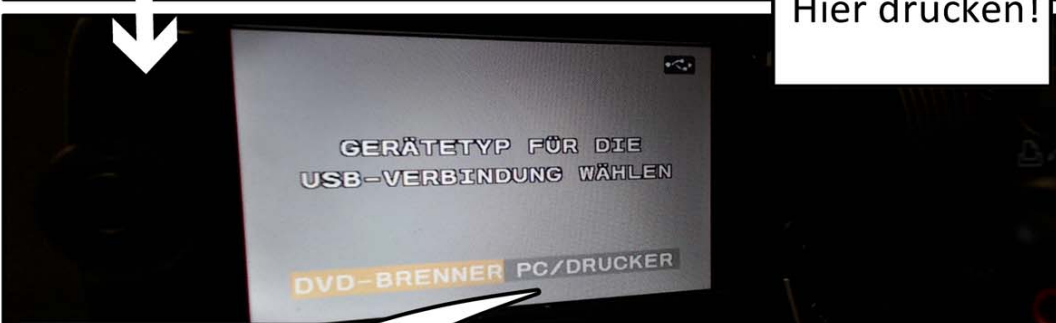 Hier drucken!
GERÄTETYP FÜR DIE
USB-VERBINDUNG WÄHLEN
DVD-BRENNER PC/DRUCKER